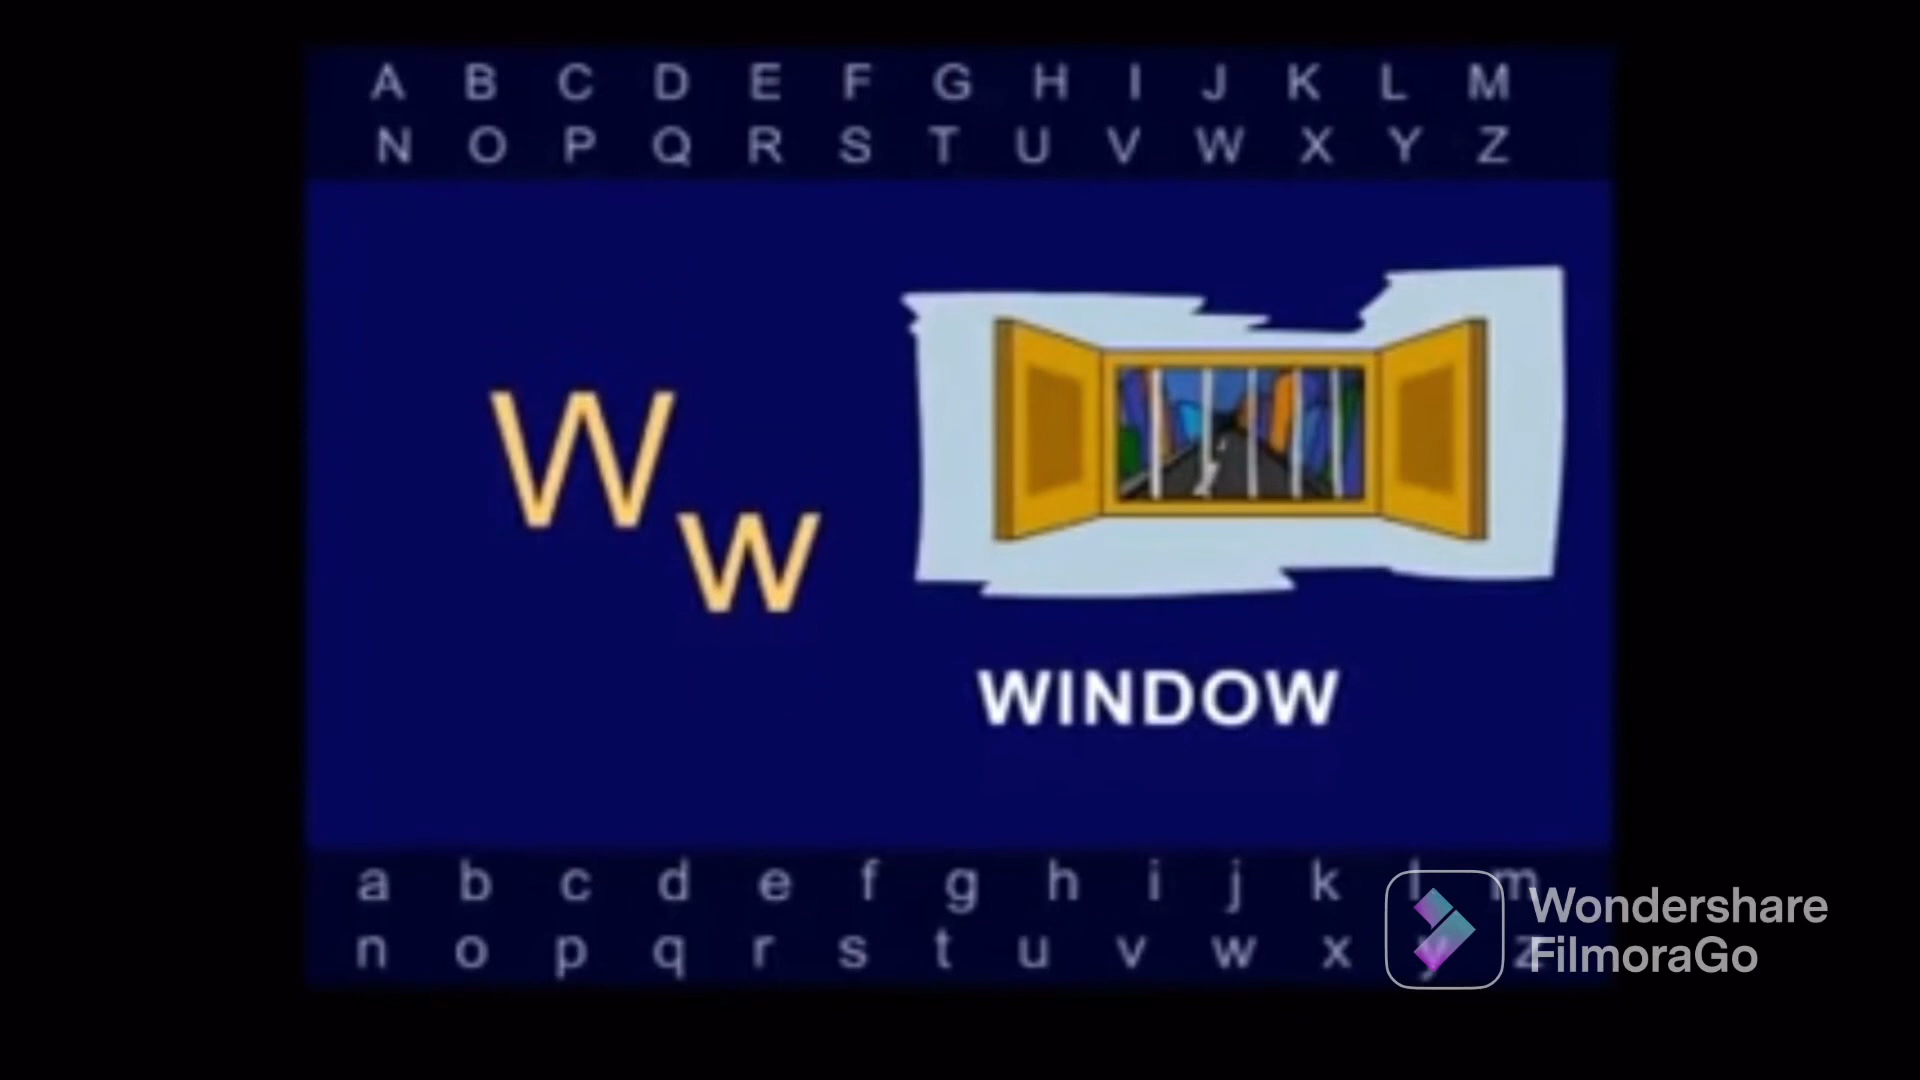 A B C D E F G H I J K L M
N O P Q R S T U V W X Y Z
W
w
WINDOW
a b c d e f g h i j k l m
n o p q r s t u v w x y z
Wondershare
FilmoraGo